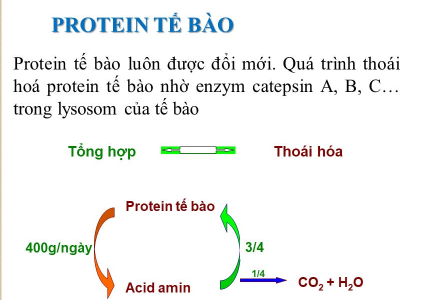 PROTEIN TẾ BÀO
Protein tế bào luôn được đổi mới. Quá trình thoái
hoá protein tế bào nhờ enzym catepsin A, B, C…
trong lysosom của tế bào
Tổng hợp
Thoái hóa
Protein tế bào
400g/ngày
3/4
1/4
CO₂ + H₂O
Acid amin